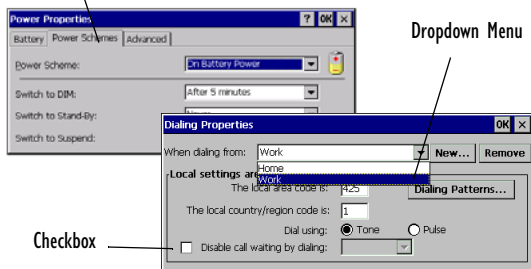 Power Properties ? OK ×
Battery Power Schemes Advanced
Power Scheme: On Battery Power
Switch to DIM: After 5 minutes
Switch to Stand-By:
Switch to Suspend:
Dropdown Menu
Dialing Properties OK ×
When dialing from: Work New... Remove
Home
Work
Local settings are
The local area code is: 425 Dialing Patterns...
The local country/region code is: 1
Dial using: Tone Pulse
Disable call waiting by dialing:
Checkbox